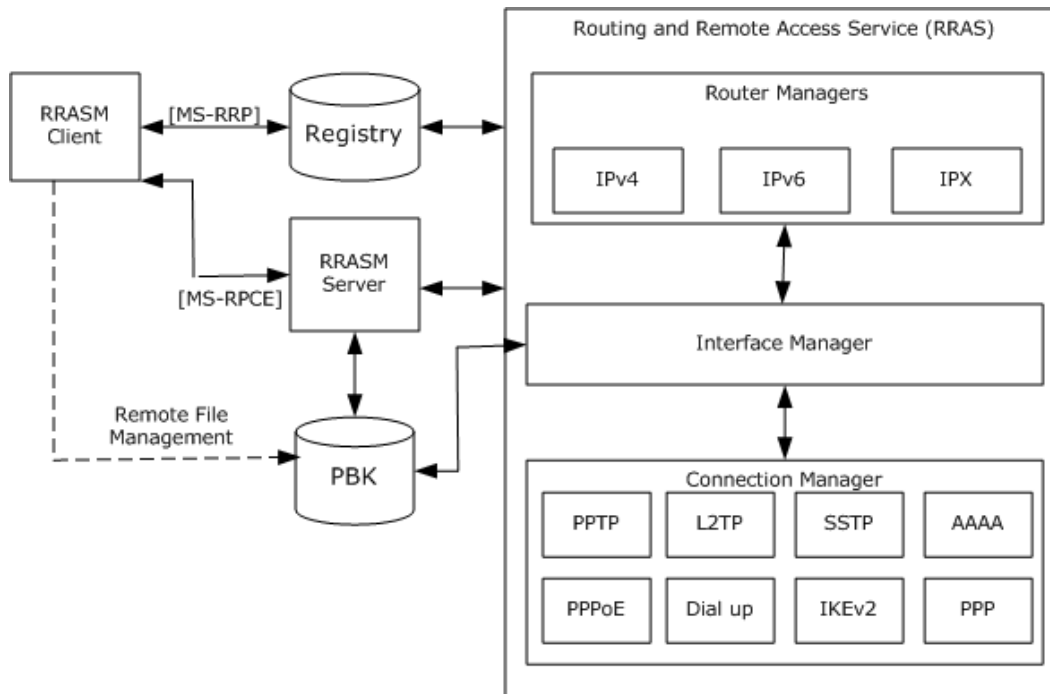 Routing and Remote Access Service (RRAS)
RRASM
Client
[MS-RRP]
Registry
Router Managers
IPv4
IPv6
IPX
RRASM
Server
[MS-RPCE]
Interface Manager
Remote File
Management
PBK
Connection Manager
PPTP
L2TP
SSTP
AAAA
PPPoE
Dial up
IKEv2
PPP